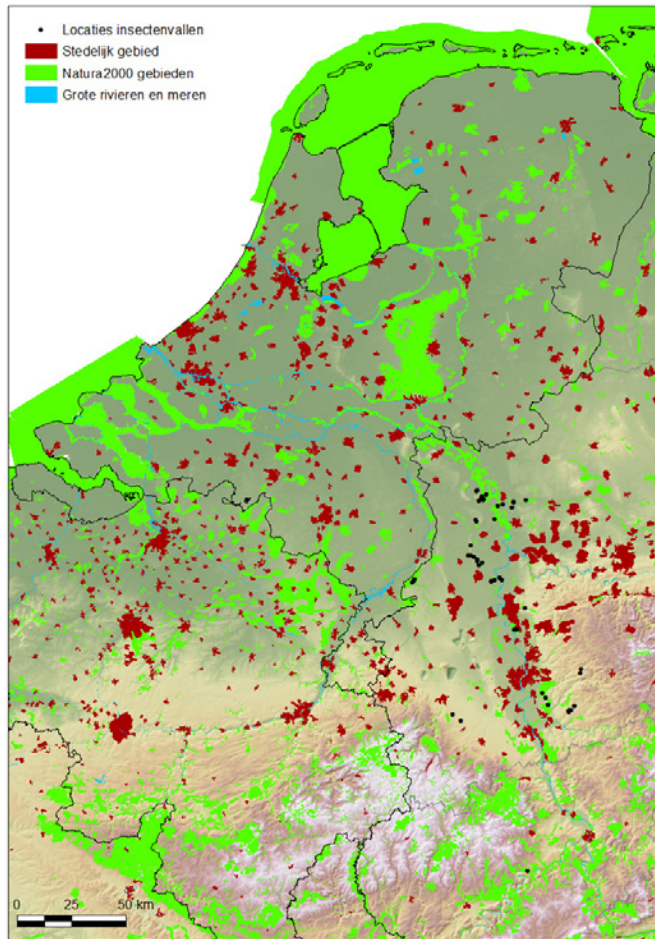 Locaties insectenvallen
Stedelijk gebied
Natura2000 gebieden
Grote rivieren en meren
0 25 50 km